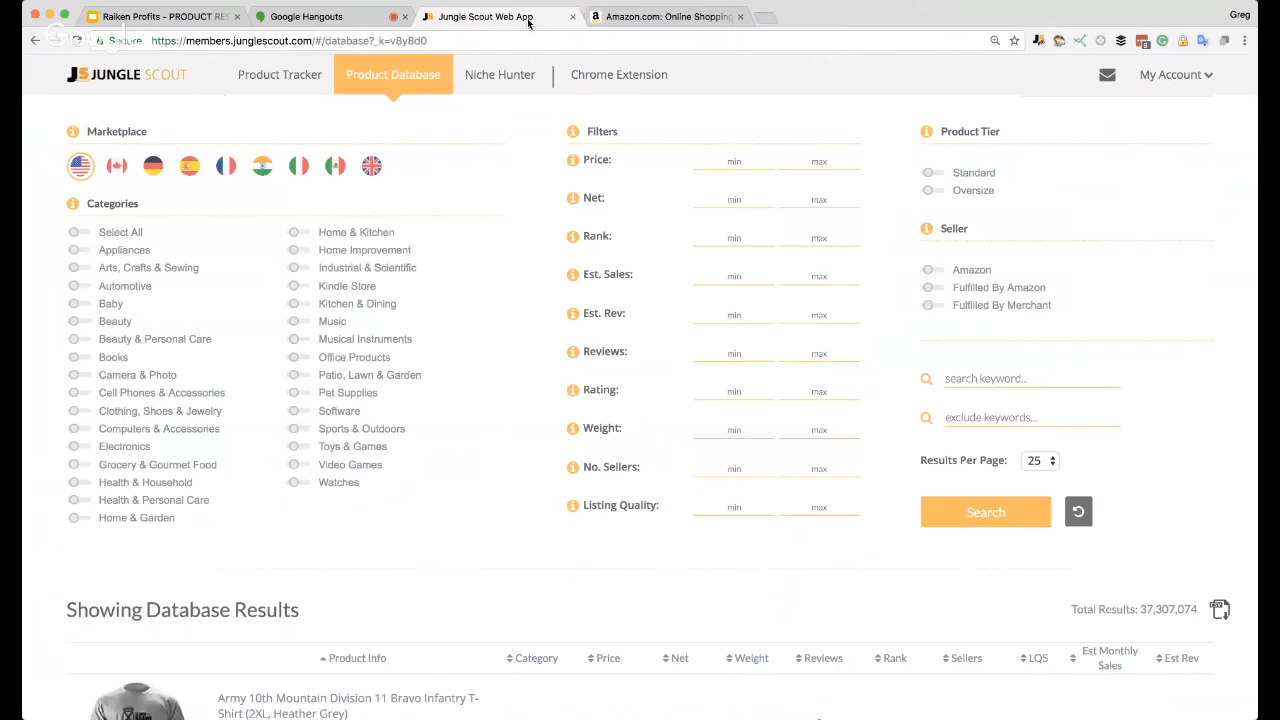 Raiken Profits - PRODUCT RES
Google Hangouts
Jungle Scout Web App
Amazon.com: Online Shopping
Greg
Secure https://members.junglescout.com/#/database?_k=v8y8d0
JS JUNGLE SCOUT
Product Tracker
Product Database
Niche Hunter
Chrome Extension
My Account
Marketplace
Categories
Select All
Appliances
Arts, Crafts & Sewing
Automotive
Baby
Beauty
Beauty & Personal Care
Books
Camera & Photo
Cell Phones & Accessories
Clothing, Shoes & Jewelry
Computers & Accessories
Electronics
Grocery & Gourmet Food
Health & Household
Health & Personal Care
Home & Garden
Home & Kitchen
Home Improvement
Industrial & Scientific
Kindle Store
Kitchen & Dining
Music
Musical Instruments
Office Products
Patio, Lawn & Garden
Pet Supplies
Software
Sports & Outdoors
Toys & Games
Video Games
Watches
Filters
Price: min max
Net: min max
Rank: min max
Est. Sales: min max
Est. Rev: min max
Reviews: min max
Rating: min max
Weight: min max
No. Sellers: min max
Listing Quality: min max
Product Tier
Standard
Oversize
Seller
Amazon
Fulfilled By Amazon
Fulfilled By Merchant
search keyword...
exclude keywords...
Results Per Page: 25
Search
Showing Database Results
Total Results: 37,307,074
CSV
Product Info
Category
Price
Net
Weight
Reviews
Rank
Sellers
LQS
Est Monthly
Sales
Est Rev
Army 10th Mountain Division 11 Bravo Infantry T-
Shirt (2XL, Heather Grey)